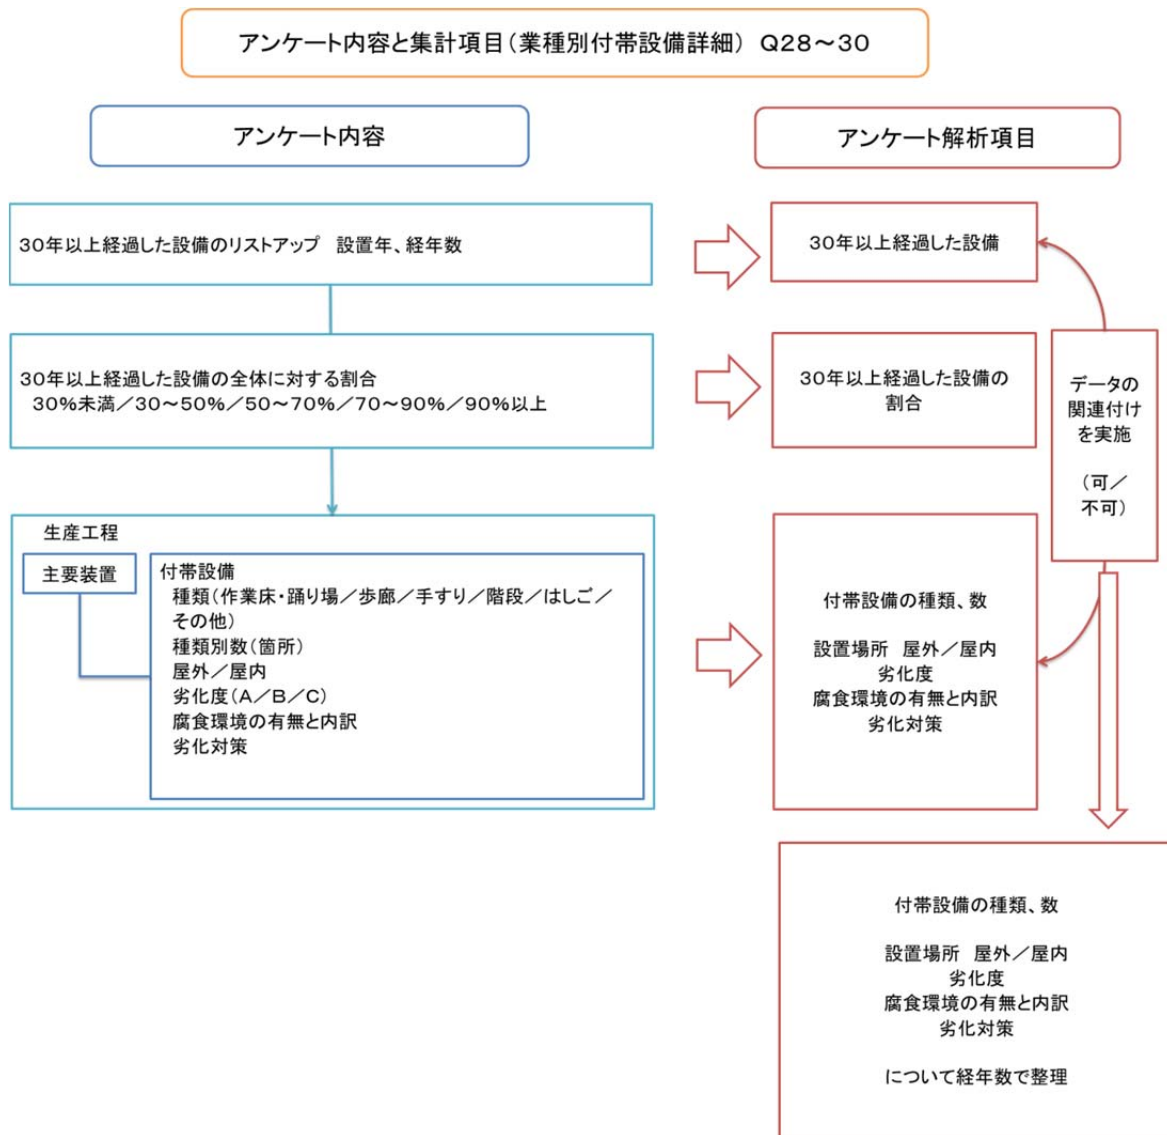 アンケート内容と集計項目(業種別付帯設備詳細) Q28～30
アンケート内容
アンケート解析項目
30年以上経過した設備のリストアップ 設置年、経年数
30年以上経過した設備
30年以上経過した設備の全体に対する割合
30%未満／30～50%／50～70%／70～90%／90%以上
30年以上経過した設備の
割合
データの
関連付け
を実施
(可／
不可)
生産工程
主要装置
付帯設備
種類(作業床・踊り場／歩廊／手すり／階段／はしご／
その他)
種類別数(箇所)
屋外／屋内
劣化度(A／B／C)
腐食環境の有無と内訳
劣化対策
付帯設備の種類、数
設置場所 屋外／屋内
劣化度
腐食環境の有無と内訳
劣化対策
付帯設備の種類、数
設置場所 屋外／屋内
劣化度
腐食環境の有無と内訳
劣化対策
について経年数で整理